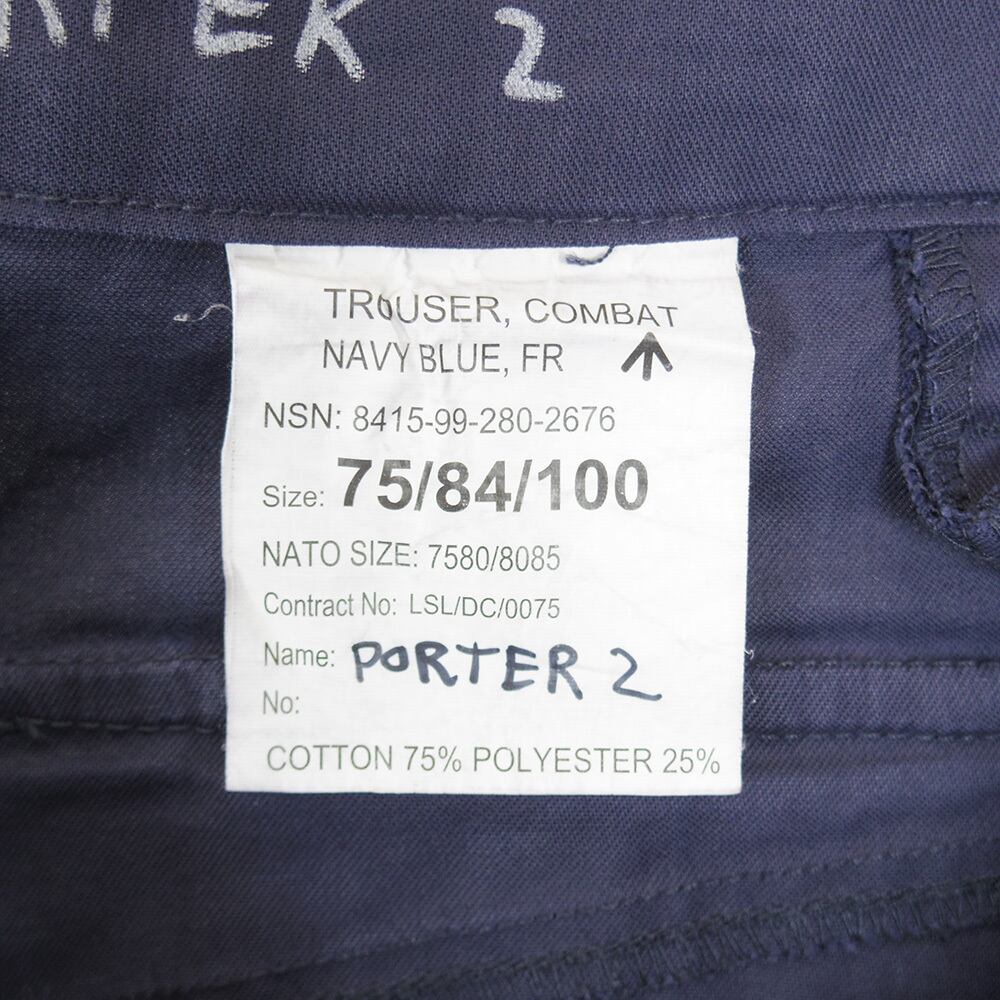 RTER 2
TROUSER, COMBAT
NAVY BLUE, FR
NSN: 8415-99-280-2676
Size: 75/84/100
NATO SIZE: 7580/8085
Contract No: LSL/DC/0075
Name: PORTER 2
No:
COTTON 75% POLYESTER 25%